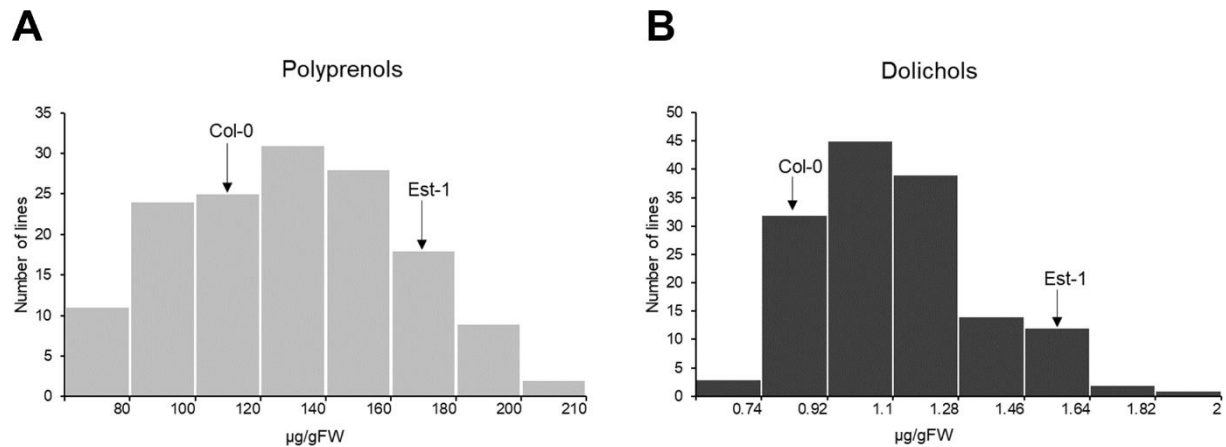 A
Polyprenols
Number of lines
35
30
25
20
15
10
5
0
Col-0
Est-1
80 100 120 140 160 180 200 210
µg/gFW
B
Dolichols
Number of lines
50
45
40
35
30
25
20
15
10
5
0
Col-0
Est-1
0.74 0.92 1.1 1.28 1.46 1.64 1.82 2
µg/gFW